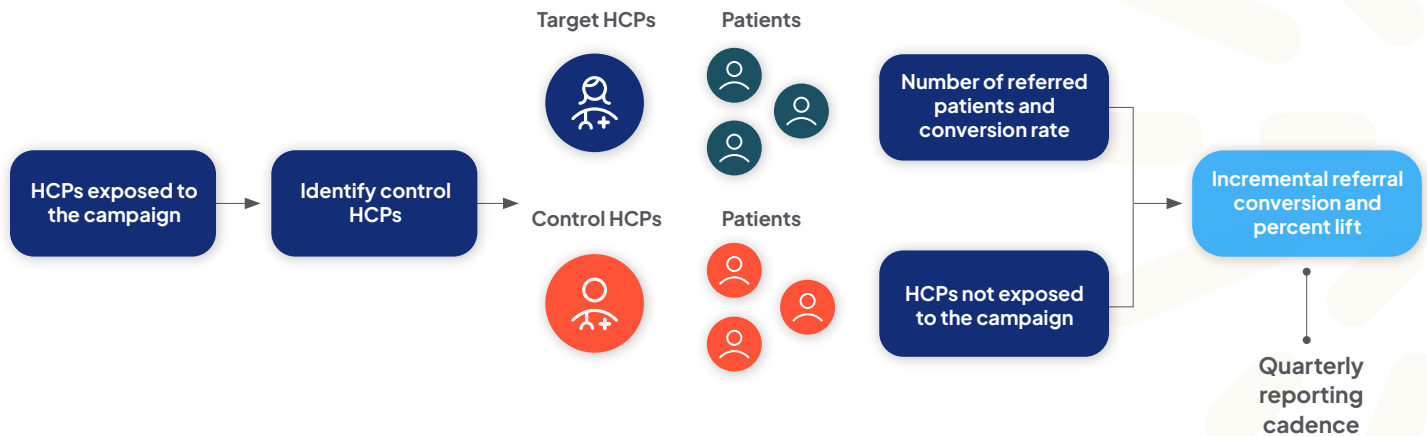 HCPs exposed to
the campaign
Identify control
HCPs
Target HCPs
Patients
Control HCPs
Patients
Number of referred
patients and
conversion rate
HCPs not exposed
to the campaign
Incremental referral
conversion and
percent lift
Quarterly
reporting
cadence